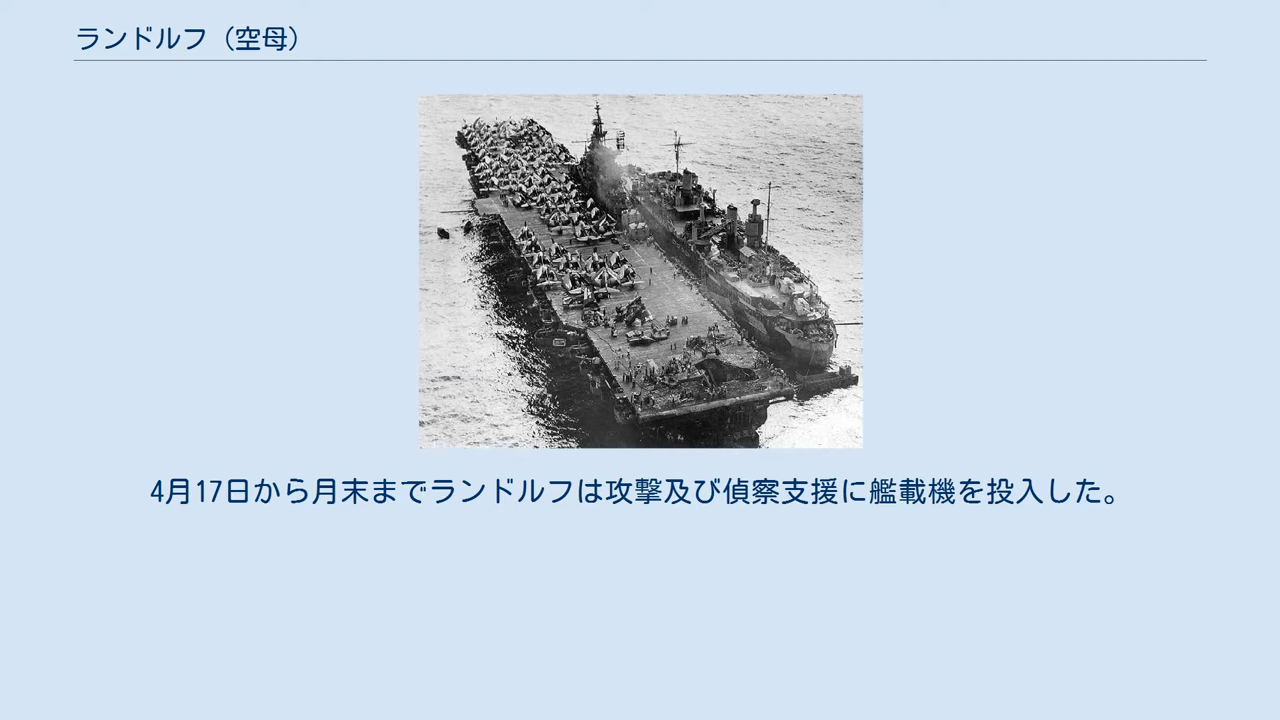 ランドルフ（空母）
4月17日から月末までランドルフは攻撃及び偵察支援に艦載機を投入した。